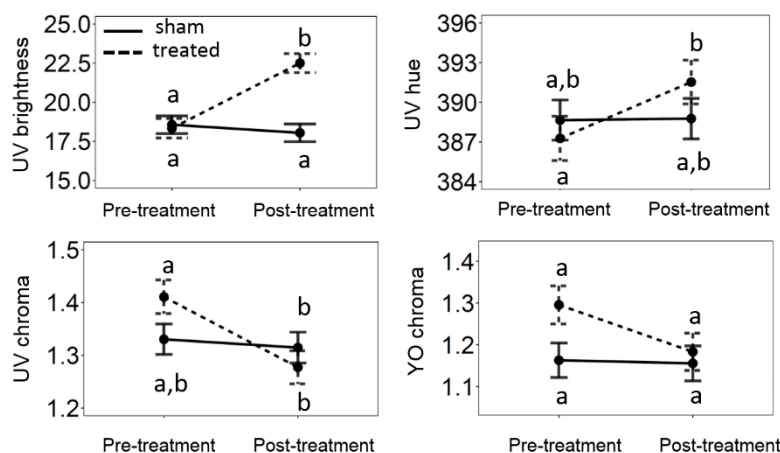 UV brightness
25.0
22.5
20.0
17.5
15.0
sham
treated
a
b
a
a
Pre-treatment
Post-treatment
UV hue
396
393
390
387
384
a,b
b
a
a,b
Pre-treatment
Post-treatment
UV chroma
1.5
1.4
1.3
1.2
a
b
a,b
b
Pre-treatment
Post-treatment
YO chroma
1.4
1.3
1.2
1.1
a
a
a
a
Pre-treatment
Post-treatment